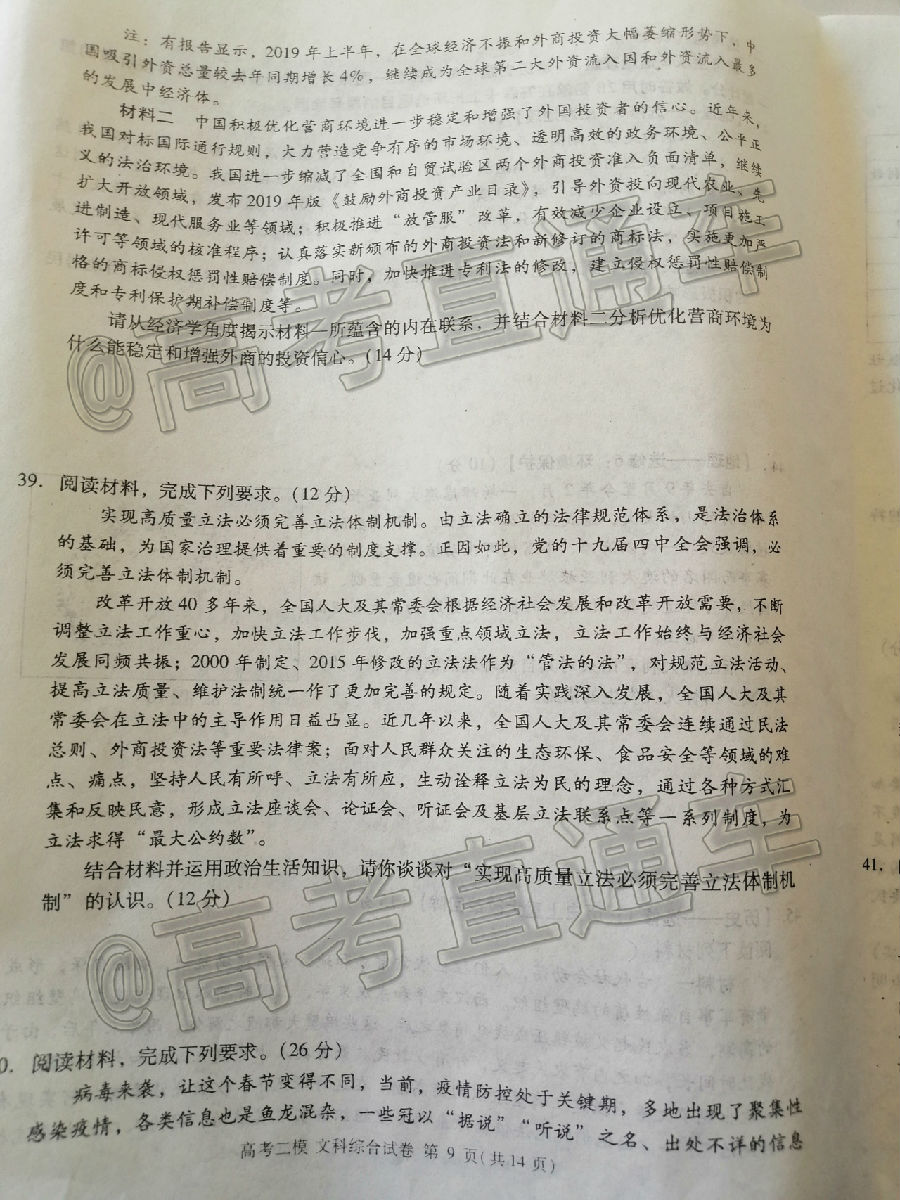 注：有报告显示，2019年上半年，在全球经济不振和外商投资大幅萎缩形势下，中
国吸引外资总量较去年同期增长4%，继续成为全球第二大外资流入国和外资流入最多
的发展中经济体。
材料二　中国积极优化营商环境进一步稳定和增强了外国投资者的信心。近年来，
我国对标国际通行规则，大力营造竞争有序的市场环境、透明高效的政务环境、公平正
义的法治环境。我国进一步缩减了全国和自贸试验区两个外商投资准入负面清单，继续
扩大开放领域，发布2019年版《鼓励外商投资产业目录》，引导外资投向现代农业、先
进制造、现代服务业等领域；积极推进“放管服”改革，有效减少企业设立、项目施工
许可等领域的核准程序；认真落实新颁布的外商投资法和新修订的商标法，实施更加严
格的商标侵权惩罚性赔偿制度。同时，加快推进专利法的修改，建立侵权惩罚性赔偿制
度和专利保护期补偿制度等。
请从经济学角度揭示材料一所蕴含的内在联系，并结合材料二分析优化营商环境为
什么能稳定和增强外商的投资信心。（14分）
39．阅读材料，完成下列要求。（12分）
实现高质量立法必须完善立法体制机制。由立法确立的法律规范体系，是法治体系
的基础，为国家治理提供着重要的制度支撑。正因如此，党的十九届四中全会强调，必
须完善立法体制机制。
改革开放40多年来，全国人大及其常委会根据经济社会发展和改革开放需要，不断
调整立法工作重心，加快立法工作步伐，加强重点领域立法，立法工作始终与经济社会
发展同频共振；2000年制定、2015年修改的立法法作为“管法的法”，对规范立法活动、
提高立法质量、维护法制统一作了更加完善的规定。随着实践深入发展，全国人大及其
常委会在立法中的主导作用日益凸显。近几年以来，全国人大及其常委会连续通过民法
总则、外商投资法等重要法律案；面对人民群众关注的生态环保、食品安全等领域的难
点、痛点，坚持人民有所呼、立法有所应，生动诠释立法为民的理念，通过各种方式汇
集和反映民意，形成立法座谈会、论证会、听证会及基层立法联系点等一系列制度，为
立法求得“最大公约数”。
结合材料并运用政治生活知识，请你谈谈对“实现高质量立法必须完善立法体制机
制”的认识。（12分）
0．阅读材料，完成下列要求。（26分）
病毒来袭，让这个春节变得不同，当前，疫情防控处于关键期，多地出现了聚集性
感染疫情，各类信息也是鱼龙混杂，一些冠以“据说”“听说”之名、出处不详的信息
高考二模　文科综合试卷　第9页（共14页）
@高考直通车
@高考直通车
41．